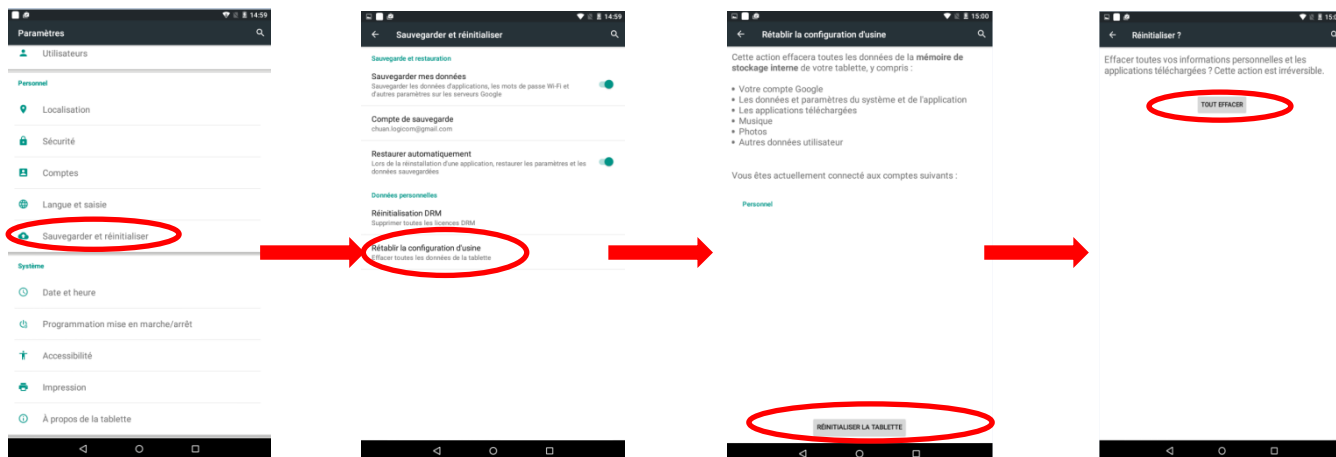 14:59
Paramètres
Utilisateurs
Personnel
Localisation
Sécurité
Comptes
Langue et saisie
Sauvegarder et réinitialiser
Système
Date et heure
Programmation mise en marche/arrêt
Accessibilité
Impression
À propos de la tablette
14:59
Sauvegarder et réinitialiser
Sauvegarde et restauration
Sauvegarder mes données
Sauvegarder les données d'applications, les mots de passe Wi-Fi et
d'autres paramètres sur les serveurs Google
Compte de sauvegarde
chuan.logicom@gmail.com
Restaurer automatiquement
Lors de la réinstallation d'une application, restaurer les paramètres et les
données sauvegardées
Données personnelles
Réinitialisation DRM
Supprimer toutes les licences DRM
Rétablir la configuration d'usine
Effacer toutes les données de la tablette
15:00
Rétablir la configuration d'usine
Cette action effacera toutes les données de la mémoire de
stockage interne de votre tablette, y compris :
• Votre compte Google
• Les données et paramètres du système et de l'application
• Les applications téléchargées
• Musique
• Photos
• Autres données utilisateur
Vous êtes actuellement connecté aux comptes suivants :
Personnel
RÉINITIALISER LA TABLETTE
Réinitialiser ?
Effacer toutes vos informations personnelles et les
applications téléchargées ? Cette action est irréversible.
TOUT EFFACER